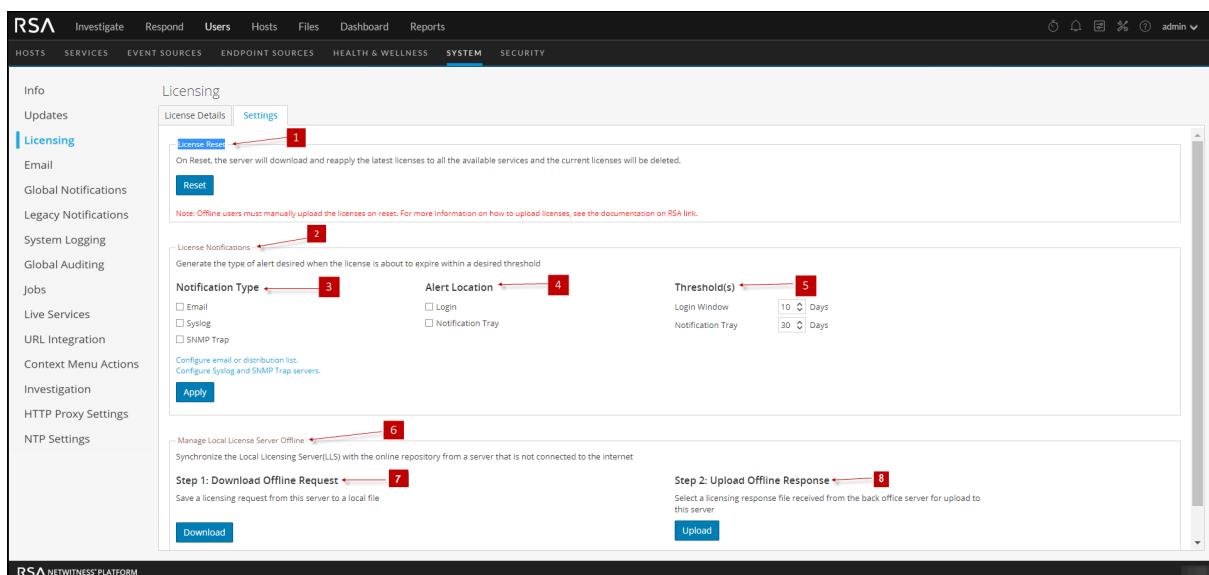 RSA Investigate Respond Users Hosts Files Dashboard Reports admin
HOSTS SERVICES EVENT SOURCES ENDPOINT SOURCES HEALTH & WELLNESS SYSTEM SECURITY
Info
Updates
Licensing
Email
Global Notifications
Legacy Notifications
System Logging
Global Auditing
Jobs
Live Services
URL Integration
Context Menu Actions
Investigation
HTTP Proxy Settings
NTP Settings
Licensing
License Details Settings
License Reset 1
On Reset, the server will download and reapply the latest licenses to all the available services and the current licenses will be deleted.
Reset
Note: Offline users must manually upload the licenses on reset. For more information on how to upload licenses, see the documentation on RSA link.
License Notifications 2
Generate the type of alert desired when the license is about to expire within a desired threshold
Notification Type 3
Email
Syslog
SNMP Trap
Configure email or distribution list.
Configure Syslog and SNMP Trap servers.
Apply
Alert Location 4
Login
Notification Tray
Threshold(s) 5
Login Window 10 Days
Notification Tray 30 Days
Manage Local License Server Offline 6
Synchronize the Local Licensing Server(LLS) with the online repository from a server that is not connected to the internet
Step 1: Download Offline Request 7
Save a licensing request from this server to a local file
Download
Step 2: Upload Offline Response 8
Select a licensing response file received from the back office server for upload to
this server
Upload
RSA NETWITNESS® PLATFORM